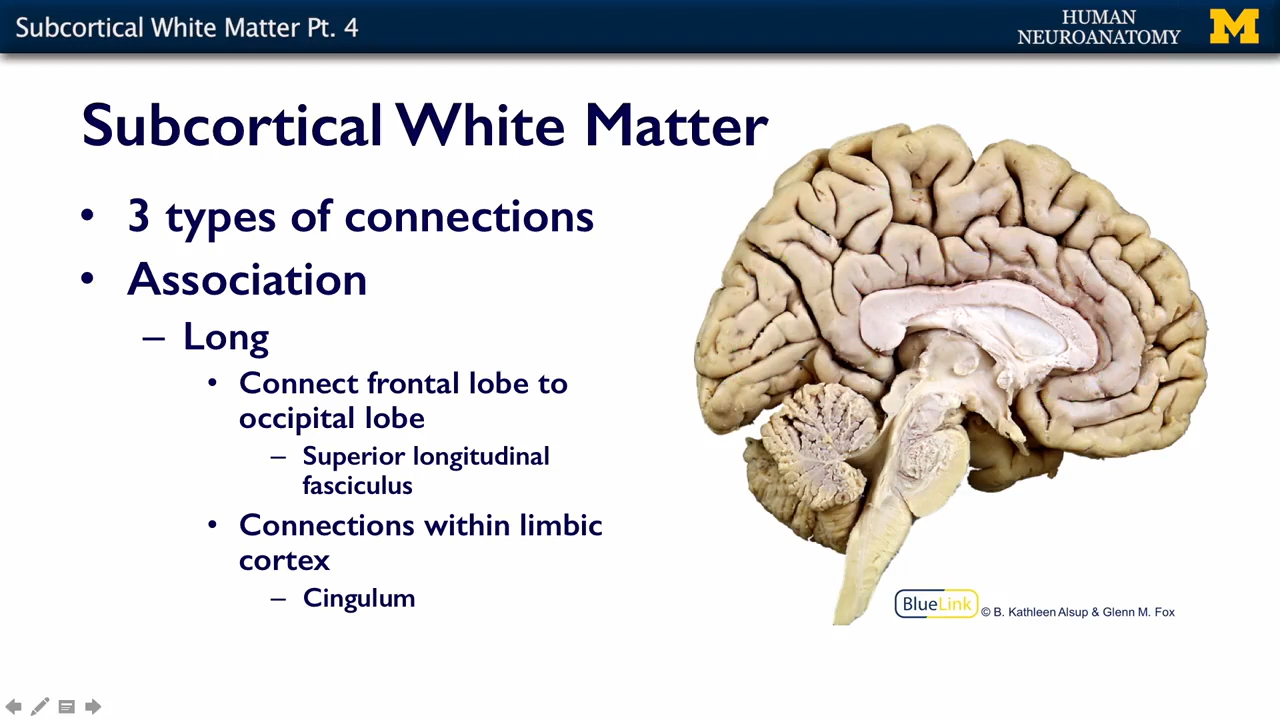 Subcortical White Matter Pt. 4
HUMAN
NEUROANATOMY
M
Subcortical White Matter
• 3 types of connections
• Association
– Long
• Connect frontal lobe to
occipital lobe
– Superior longitudinal
fasciculus
• Connections within limbic
cortex
– Cingulum
BlueLink © B. Kathleen Alsup & Glenn M. Fox